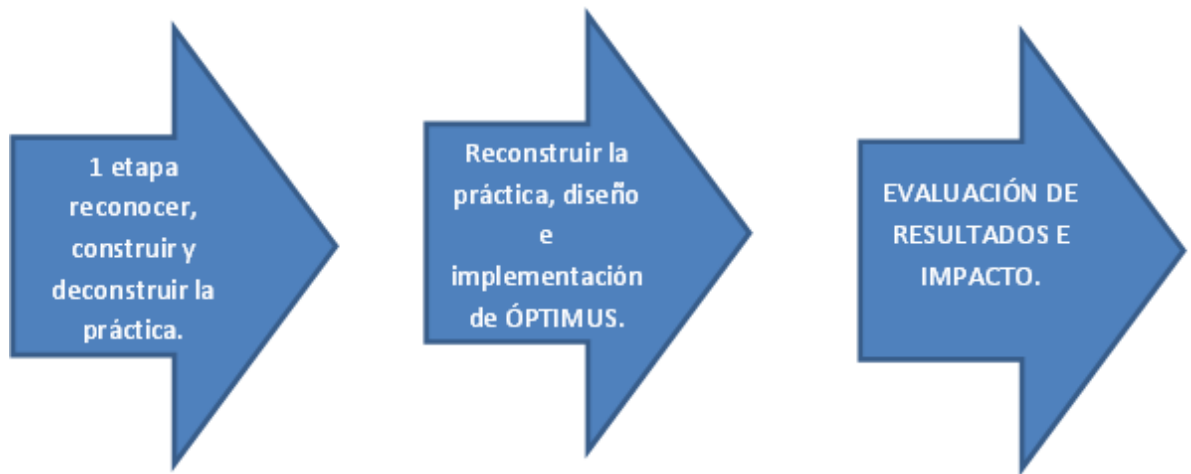 1 etapa
reconocer,
construir y
deconstruir la
práctica.
Reconstruir la
práctica, diseño
e
implementación
de ÓPTIMUS.
EVALUACIÓN DE
RESULTADOS E
IMPACTO.